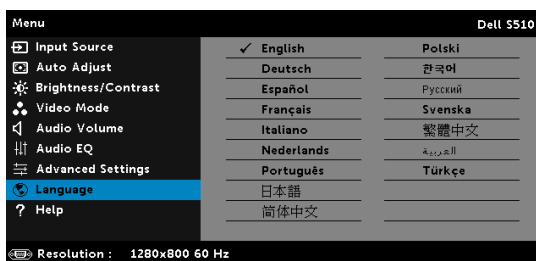 Menu
Dell S510
Input Source
Auto Adjust
Brightness/Contrast
Video Mode
Audio Volume
Audio EQ
Advanced Settings
Language
Help
English
Deutsch
Español
Français
Italiano
Nederlands
Português
日本語
简体中文
Polski
한국어
Русский
Svenska
繁體中文
العربية
Türkçe
Resolution : 1280x800 60 Hz